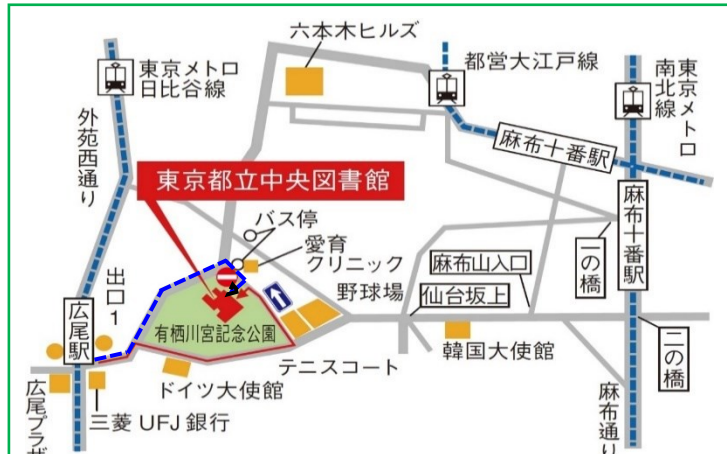 六本木ヒルズ
東京メトロ
日比谷線
都営大江戸線
東京メトロ
南北線
外苑西通り
麻布十番駅
東京都立中央図書館
バス停
愛育
クリニック
麻布十番駅
一の橋
出口1
野球場
麻布山入口
仙台坂上
広尾駅
有栖川宮記念公園
テニスコート
韓国大使館
二の橋
ドイツ大使館
広尾プラザ
三菱UFJ銀行
麻布通り